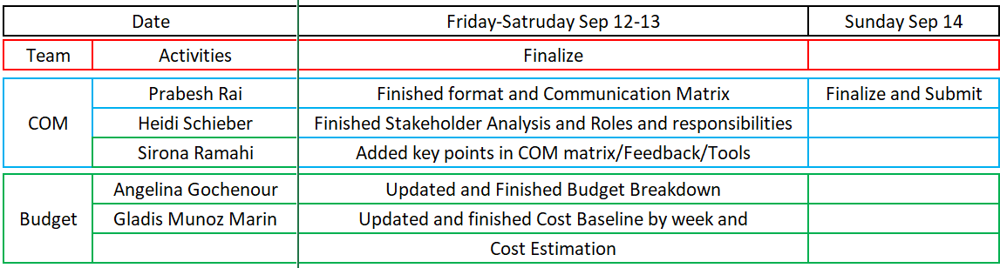 Date Friday-Satruday Sep 12-13 Sunday Sep 14
Team Activities Finalize
Prabesh Rai Finished format and Communication Matrix Finalize and Submit
COM Heidi Schieber Finished Stakeholder Analysis and Roles and responsibilities
Sirona Ramahi Added key points in COM matrix/Feedback/Tools
Angelina Gochenour Updated and Finished Budget Breakdown
Budget Gladis Munoz Marin Updated and finished Cost Baseline by week and
Cost Estimation